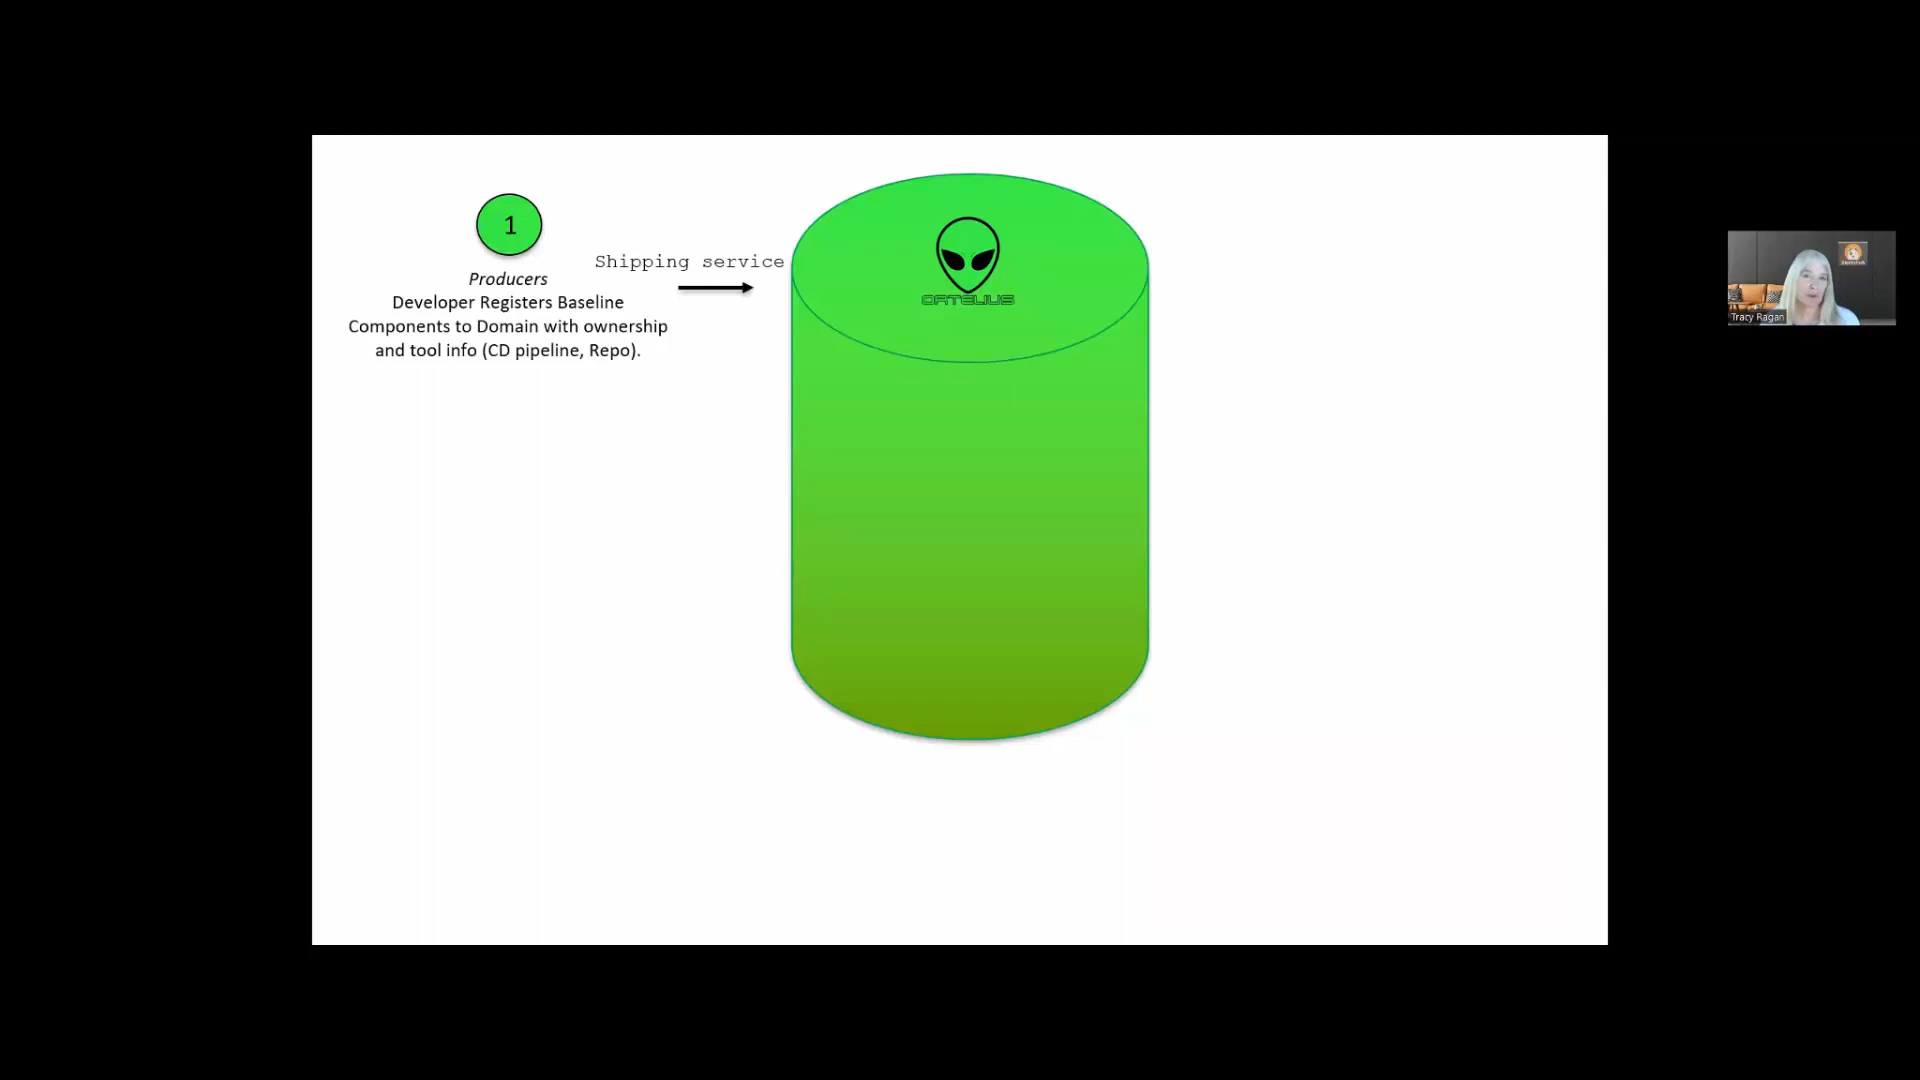 1
Shipping service
Producers
Developer Registers Baseline
Components to Domain with ownership
and tool info (CD pipeline, Repo).
ORTELIUS
Tracy Ragan